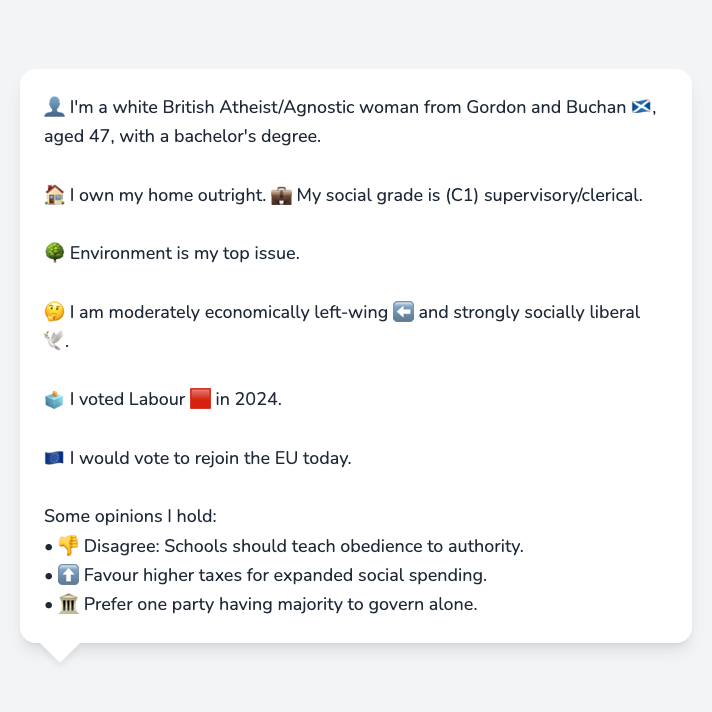 👤 I'm a white British Atheist/Agnostic woman from Gordon and Buchan 🏴󠁧󠁢󠁳󠁣󠁴󠁿,
aged 47, with a bachelor's degree.
🏠 I own my home outright. 💼 My social grade is (C1) supervisory/clerical.
🌳 Environment is my top issue.
🤔 I am moderately economically left-wing ⬅️ and strongly socially liberal
🕊️.
🗳️ I voted Labour 🟥 in 2024.
🇪🇺 I would vote to rejoin the EU today.
Some opinions I hold:
• 👎 Disagree: Schools should teach obedience to authority.
• ⬆️ Favour higher taxes for expanded social spending.
• 🏛️ Prefer one party having majority to govern alone.